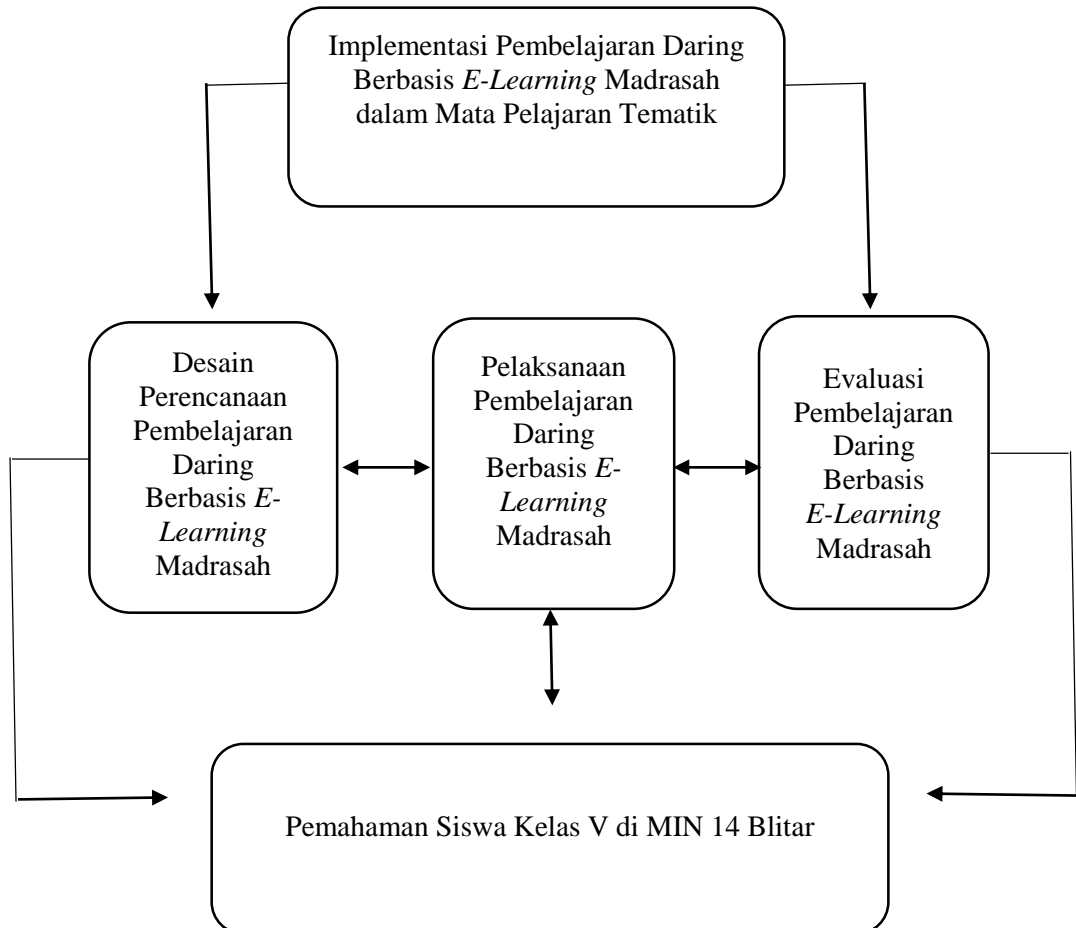 Implementasi Pembelajaran Daring
Berbasis E-Learning Madrasah
dalam Mata Pelajaran Tematik
Desain
Perencanaan
Pembelajaran
Daring
Berbasis E-
Learning
Madrasah
Pelaksanaan
Pembelajaran
Daring
Berbasis E-
Learning
Madrasah
Evaluasi
Pembelajaran
Daring
Berbasis
E-Learning
Madrasah
Pemahaman Siswa Kelas V di MIN 14 Blitar